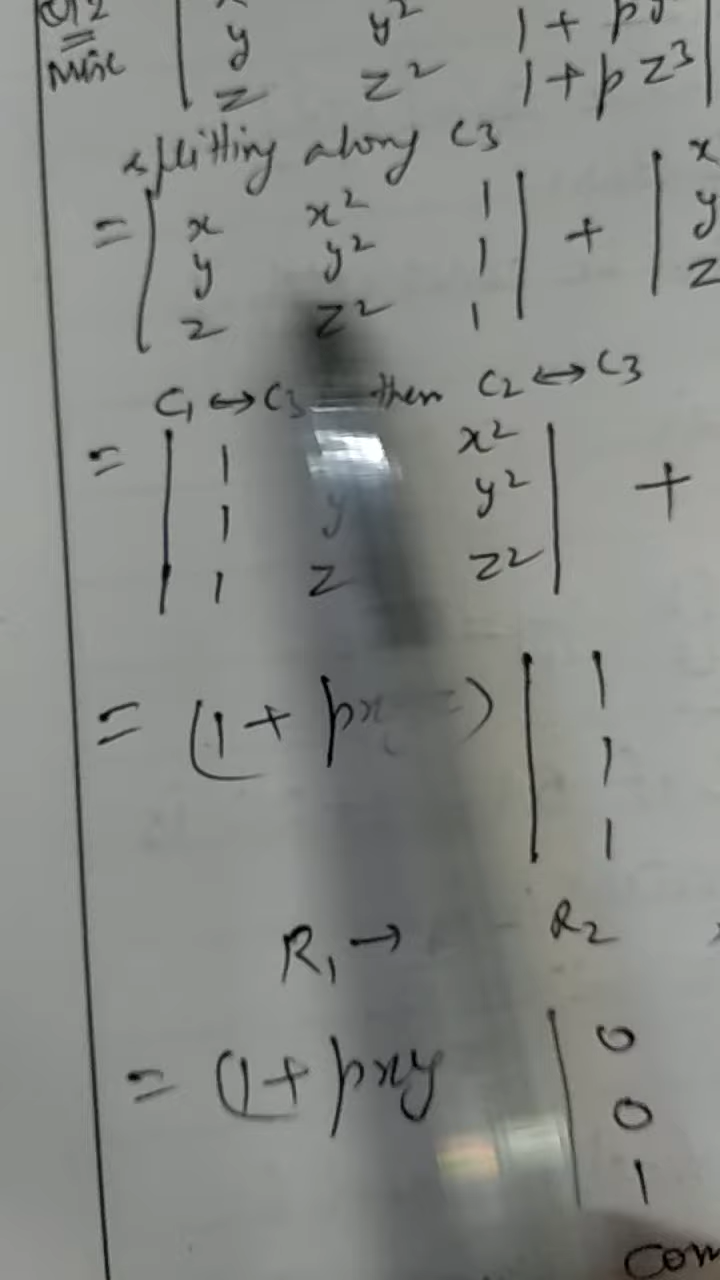 y y² 1 + py
Misc z z² 1 + p z³
splitting along C3
= | x x² 1 | + | x
y y² 1 y
z z² 1 z
C₁ ↔ C3 then C2 ↔ C3
= | 1 x² | +
1 y y²
1 z z²
= (1 + px ) | 1
1
1
R₁ → R2
= (1 + pxy | 0
0
1
com